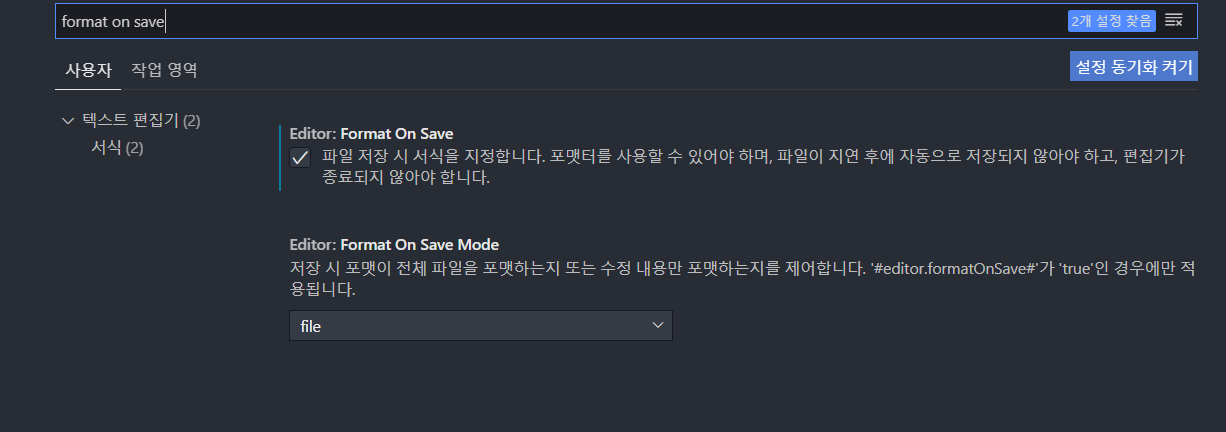 format on save
2개 설정 찾음
사용자
작업 영역
설정 동기화 켜기
텍스트 편집기 (2)
서식 (2)
Editor: Format On Save
파일 저장 시 서식을 지정합니다. 포맷터를 사용할 수 있어야 하며, 파일이 지연 후에 자동으로 저장되지 않아야 하고, 편집기가
종료되지 않아야 합니다.
Editor: Format On Save Mode
저장 시 포맷이 전체 파일을 포맷하는지 또는 수정 내용만 포맷하는지를 제어합니다. '#editor.formatOnSave#'가 'true'인 경우에만 적
용됩니다.
file